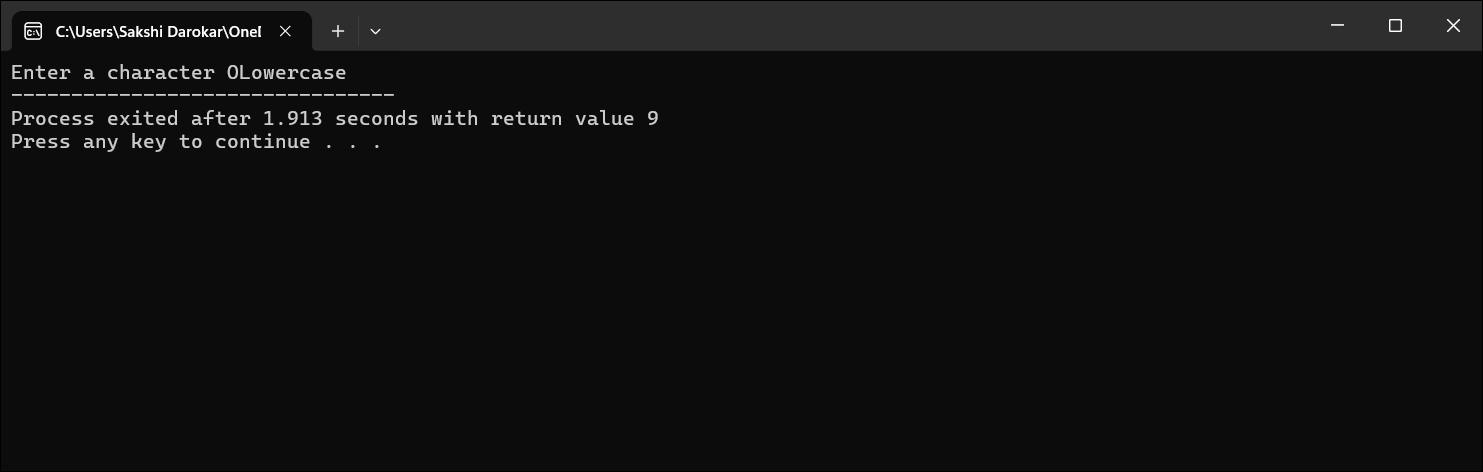 C:\Users\Sakshi Darokar\OneI
Enter a character OLowercase
--------------------------------
Process exited after 1.913 seconds with return value 9
Press any key to continue . . .